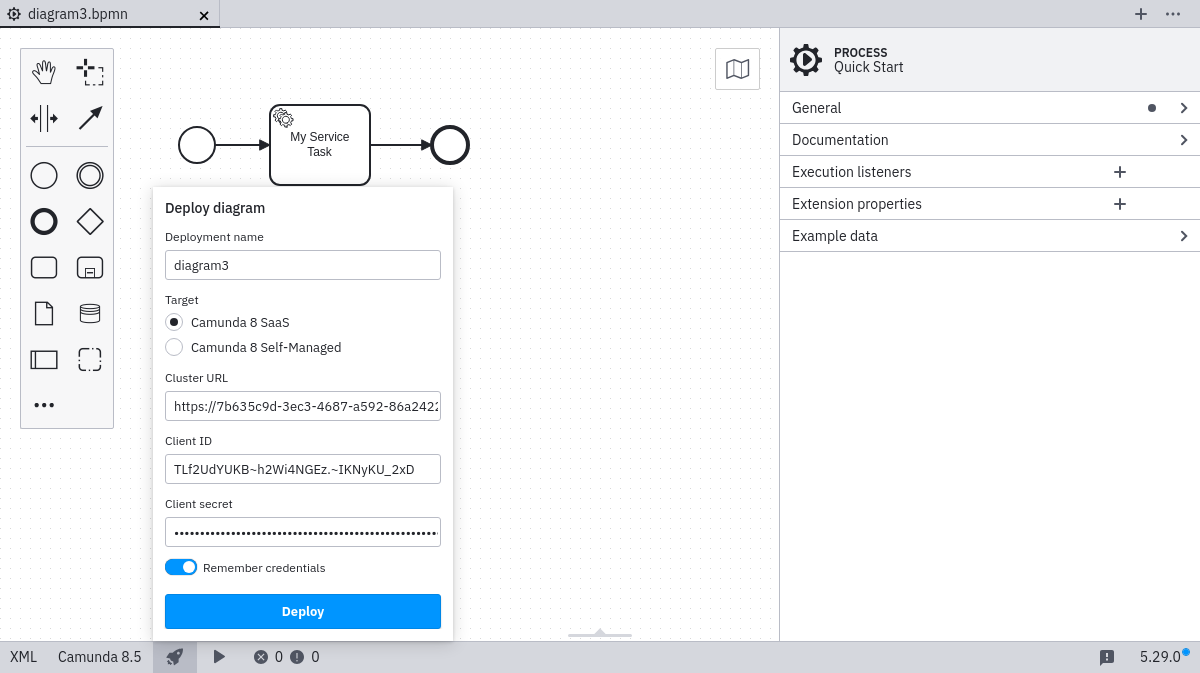 diagram3.bpmn
My Service
Task
PROCESS
Quick Start
General
Documentation
Execution listeners
Extension properties
Example data
Deploy diagram
Deployment name
diagram3
Target
Camunda 8 SaaS
Camunda 8 Self-Managed
Cluster URL
https://7b635c9d-3ec3-4687-a592-86a2422
Client ID
TLf2UdYUKB~h2Wi4NGEz.~IKNyKU_2xD
Client secret
Remember credentials
Deploy
XML Camunda 8.5 0 0 5.29.0